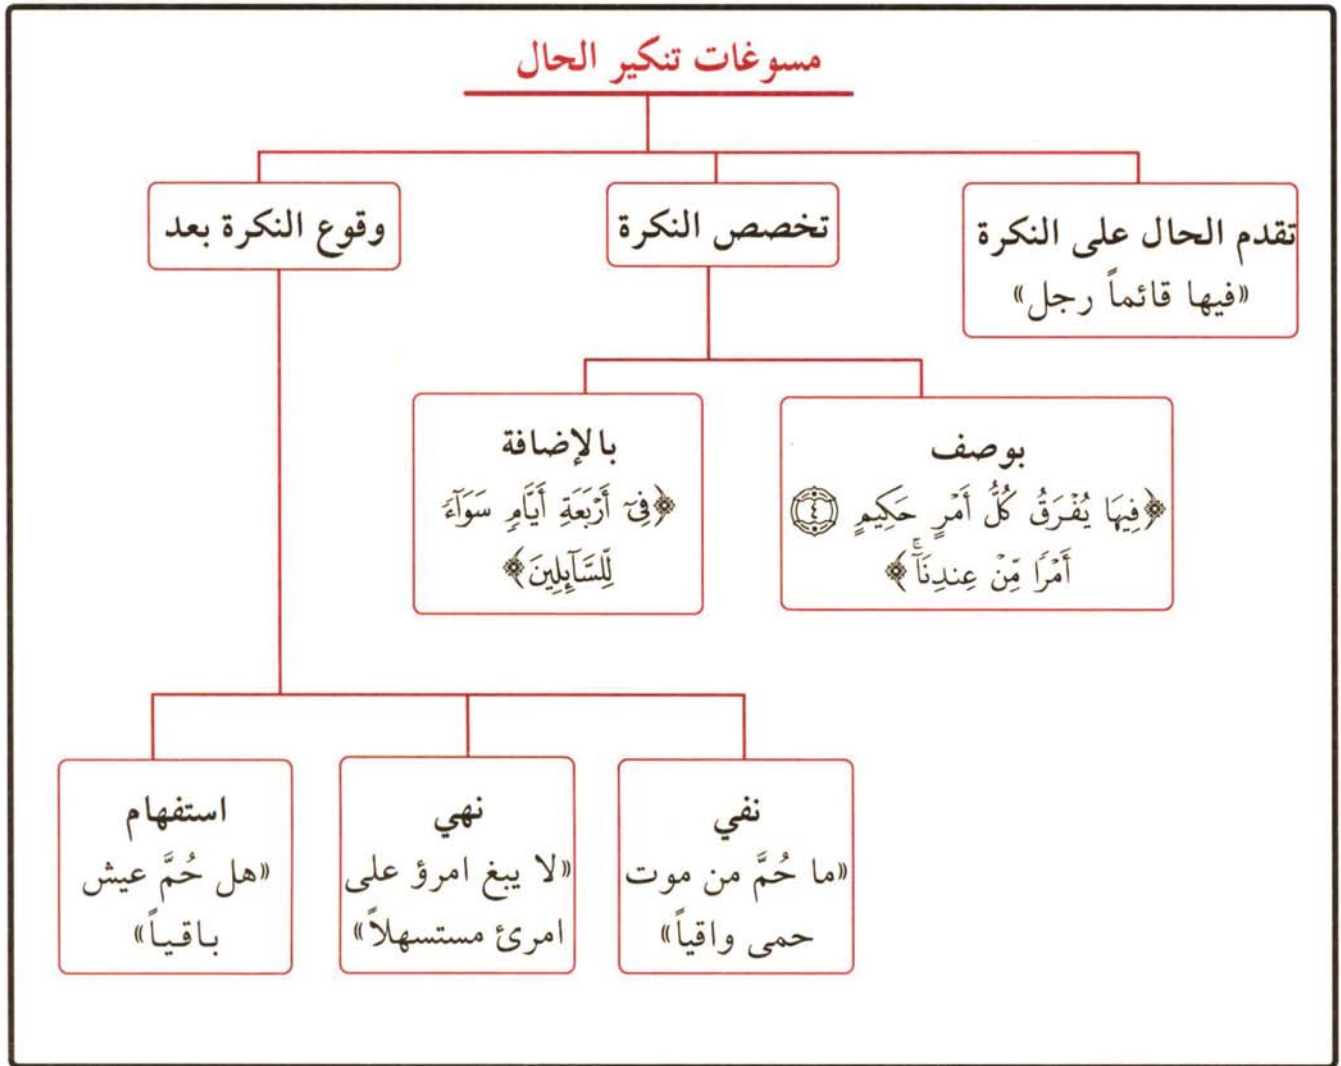 مسوغات تنكير الحال
تقدم الحال على النكرة
«فيها قائماً رجل»
تخصص النكرة
بوصف
﴿فِيهَا يُفْرَقُ كُلُّ أَمْرٍ حَكِيمٍ ٤
أَمْرًا مِّنْ عِندِنَآ ۚ﴾
بالإضافة
﴿فِىٓ أَرْبَعَةِ أَيَّامٍ سَوَآءً
لِّلسَّآئِلِينَ﴾
وقوع النكرة بعد
نفي
«ما حُمَّ من موت
حمى واقياً»
نهي
«لا يبغ امرؤ على
امرئ مستسهلاً»
استفهام
«هل حُمَّ عيش
باقياً»